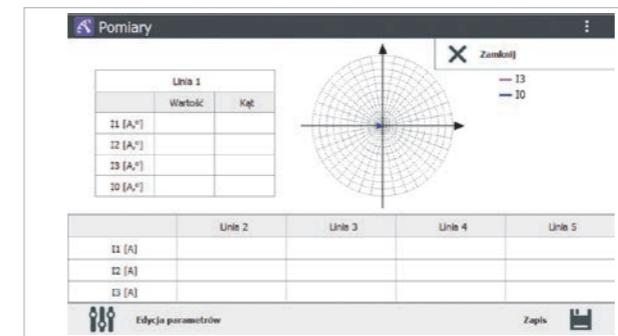 Pomiary
Zamknij
I3
I0
Linia 1
Wartość Kąt
I1 [A,°]
I2 [A,°]
I3 [A,°]
I0 [A,°]
Linia 2 Linia 3 Linia 4 Linia 5
I1 [A]
I2 [A]
I3 [A]
Edycja parametrów Zapis